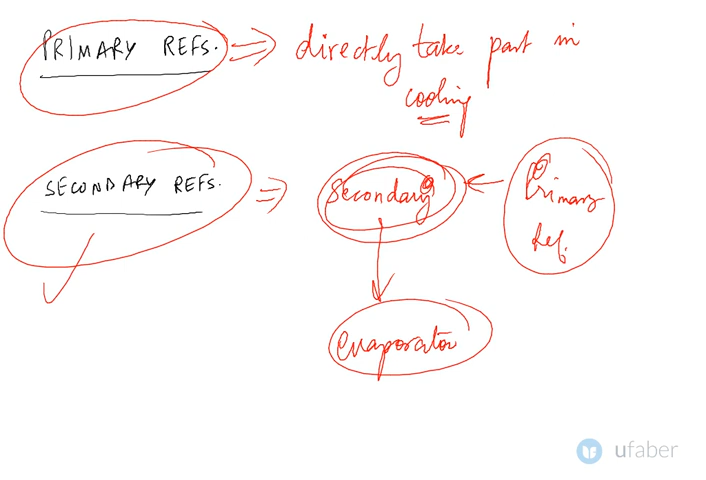 PRIMARY REFS. ⇒ directly take part in
cooling
SECONDARY REFS. ⇒ Secondary ← Primary
Ref.
evaporator
ufaber